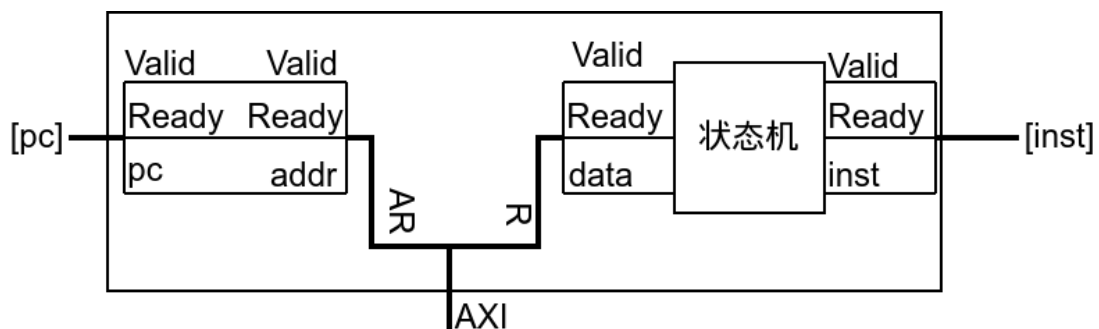 Valid Valid
Ready Ready
pc addr
[pc]
AR
R
AXI
Valid
Ready
data
状态机
Valid
Ready
inst
[inst]